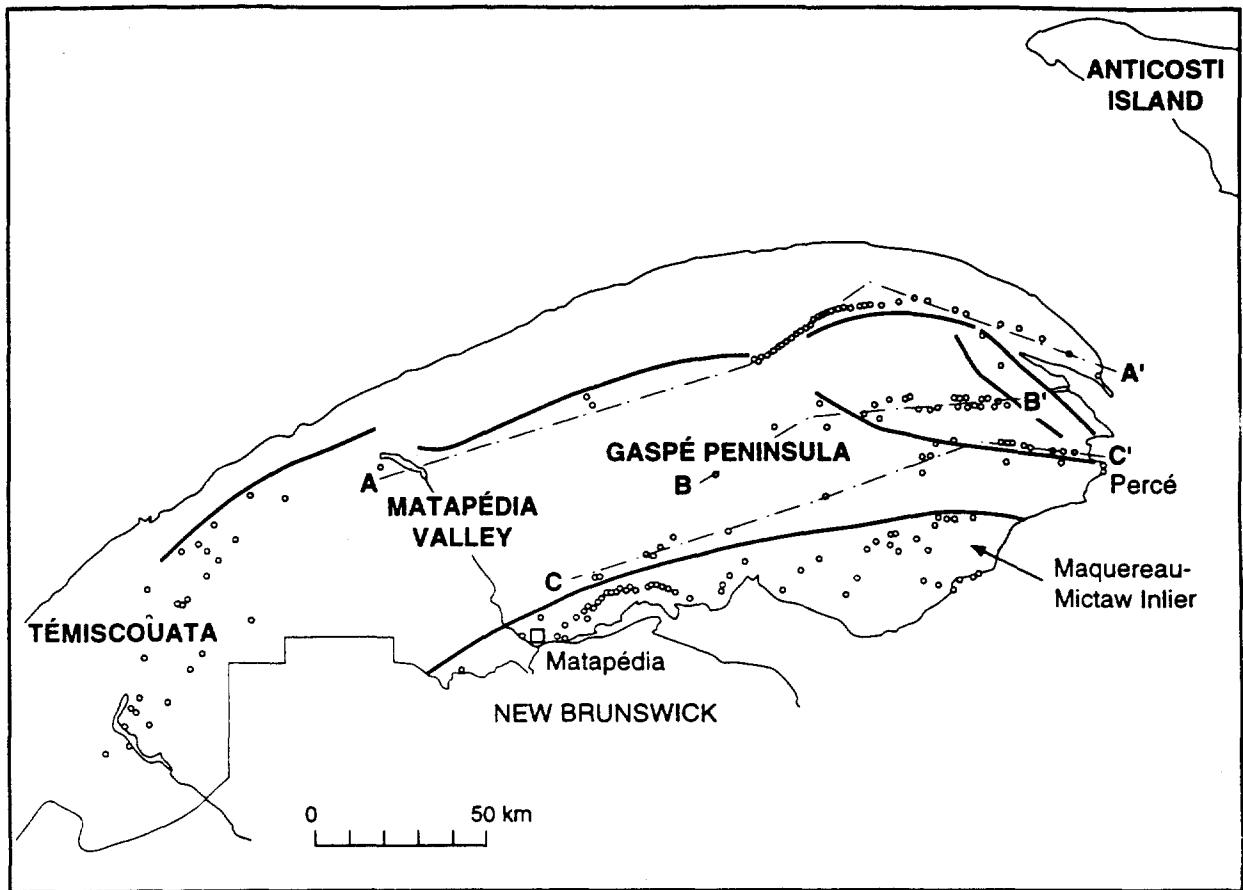 ANTICOSTI
ISLAND
A'
B'
GASPÉ PENINSULA
C'
A
B
Percé
MATAPÉDIA
VALLEY
C
Maquereau-
Mictaw Inlier
TÉMISCOUATA
Matapédia
NEW BRUNSWICK
0 50 km